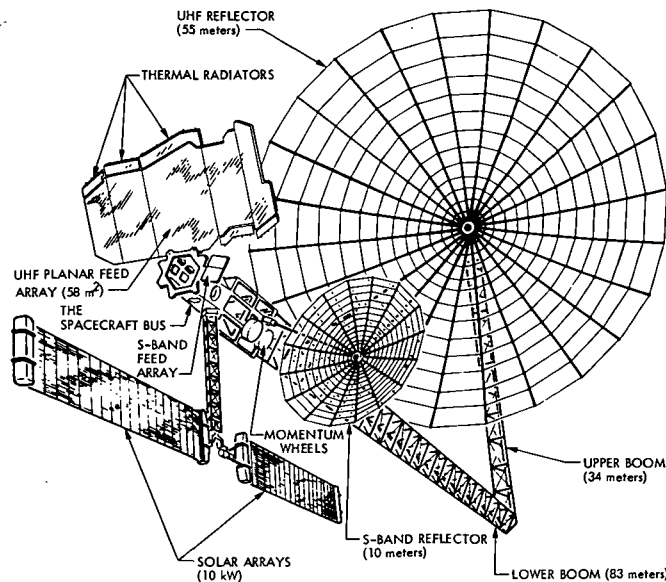 UHF REFLECTOR
(55 meters)
THERMAL RADIATORS
UHF PLANAR FEED
ARRAY (58 m²)
THE
SPACECRAFT BUS
S-BAND
FEED
ARRAY
MOMENTUM
WHEELS
UPPER BOOM
(34 meters)
S-BAND REFLECTOR
(10 meters)
SOLAR ARRAYS
(10 kW)
LOWER BOOM (83 meters)